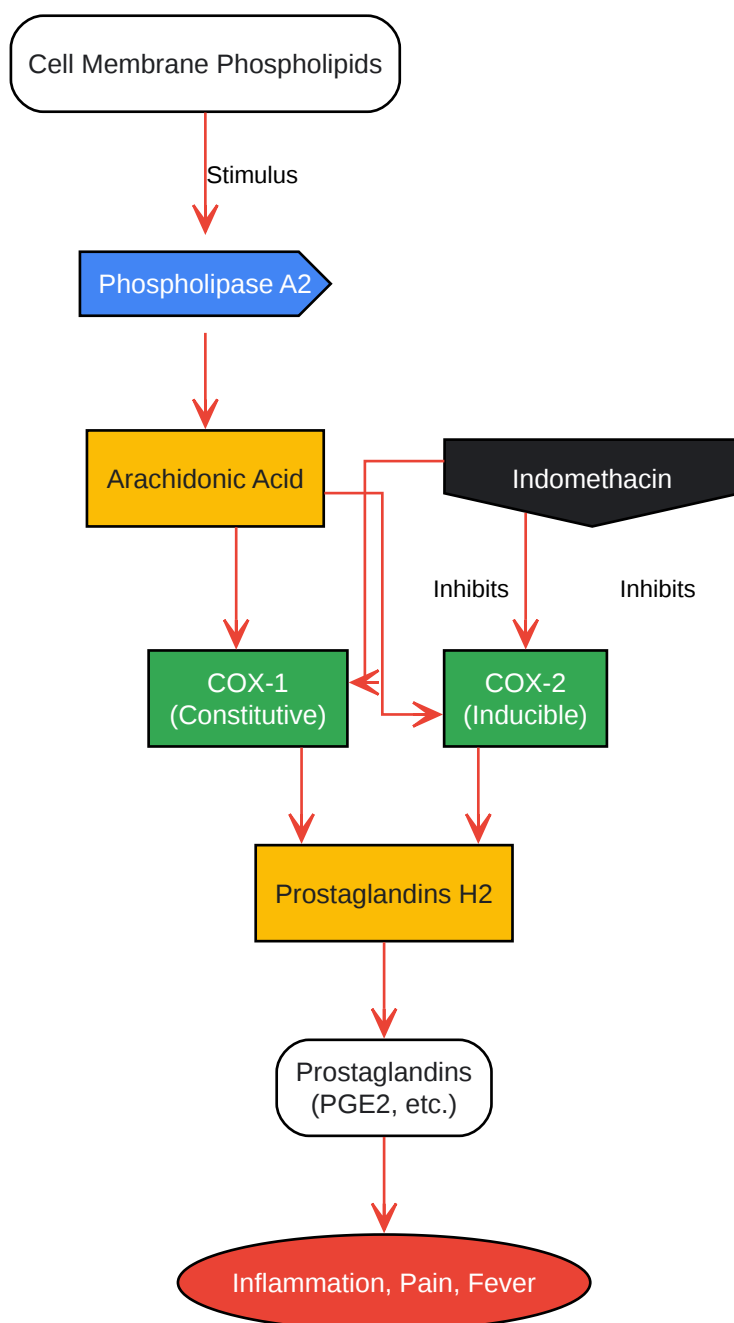 Cell Membrane Phospholipids
Stimulus
Phospholipase A2
Arachidonic Acid
Indomethacin
Inhibits
Inhibits
COX-1
(Constitutive)
COX-2
(Inducible)
Prostaglandins H2
Prostaglandins
(PGE2, etc.)
Inflammation, Pain, Fever